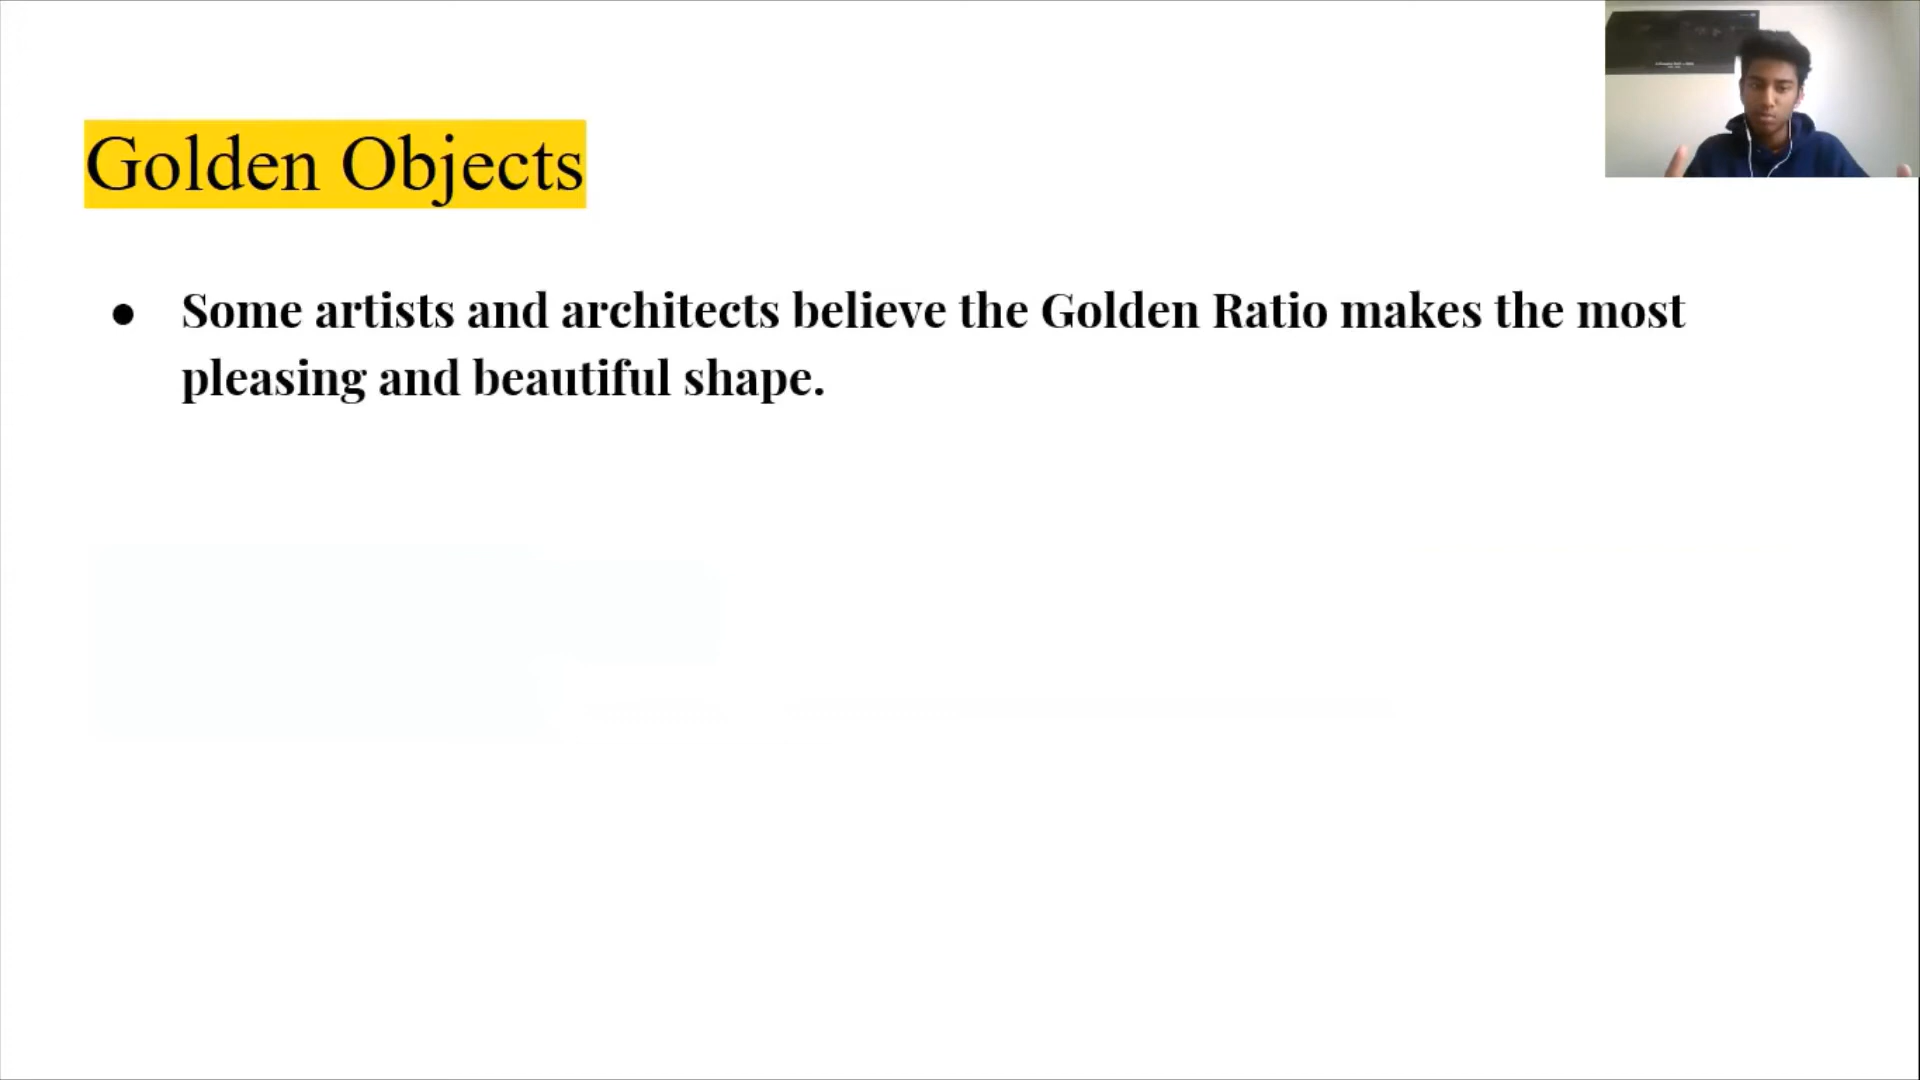 Golden Objects
● Some artists and architects believe the Golden Ratio makes the most
pleasing and beautiful shape.